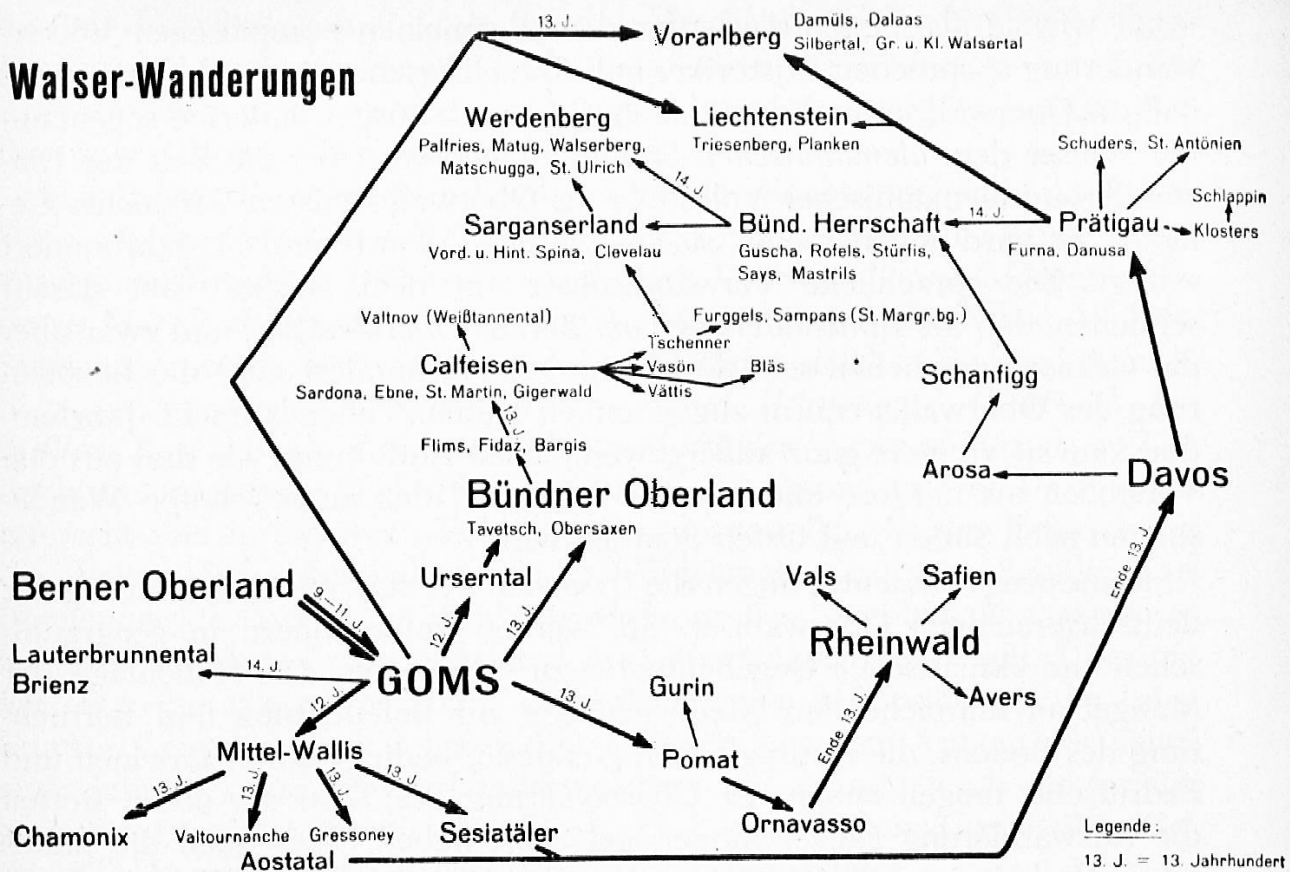 13. J.
Damüls, Dalaas
Vorarlberg
Silbertal, Gr. u. Kl. Walsertal
Walser-Wanderungen
Werdenberg
Palfries, Matug, Walserberg,
Matschugga, St. Ulrich
Liechtenstein
Triesenberg, Planken
Schuders, St. Antönien
14. J.
Schlappin
Klosters
Sarganserland
Vord. u. Hint. Spina, Clevelau
Bünd. Herrschaft
Guscha, Rofels, Stürfis,
Says, Mastrils
14. J.
Prätigau
Furna, Danusa
Valtnov (Weißtannental)
Furggels, Sampans (St. Margr.bg.)
Tschenner
Calfeisen
Vasön
Bläs
Vättis
Sardona, Ebne, St. Martin, Gigerwald
Schanfigg
13. J.
Flims, Fidaz, Bargis
Arosa
Davos
Bündner Oberland
Tavetsch, Obersaxen
Berner Oberland
9.–11. J.
Urserntal
12. J.
13. J.
Vals
Safien
Ende 13. J
Rheinwald
Lauterbrunnental
Brienz
14. J.
GOMS
12. J.
13. J.
Gurin
Avers
Mittel-Wallis
Pomat
Ende 13. J.
13. J.
13. J.
13. J.
13. J.
Chamonix
Valtournanche
Gressoney
Sesiatäler
Ornavasso
Aostatal
Legende:
13. J. = 13. Jahrhundert